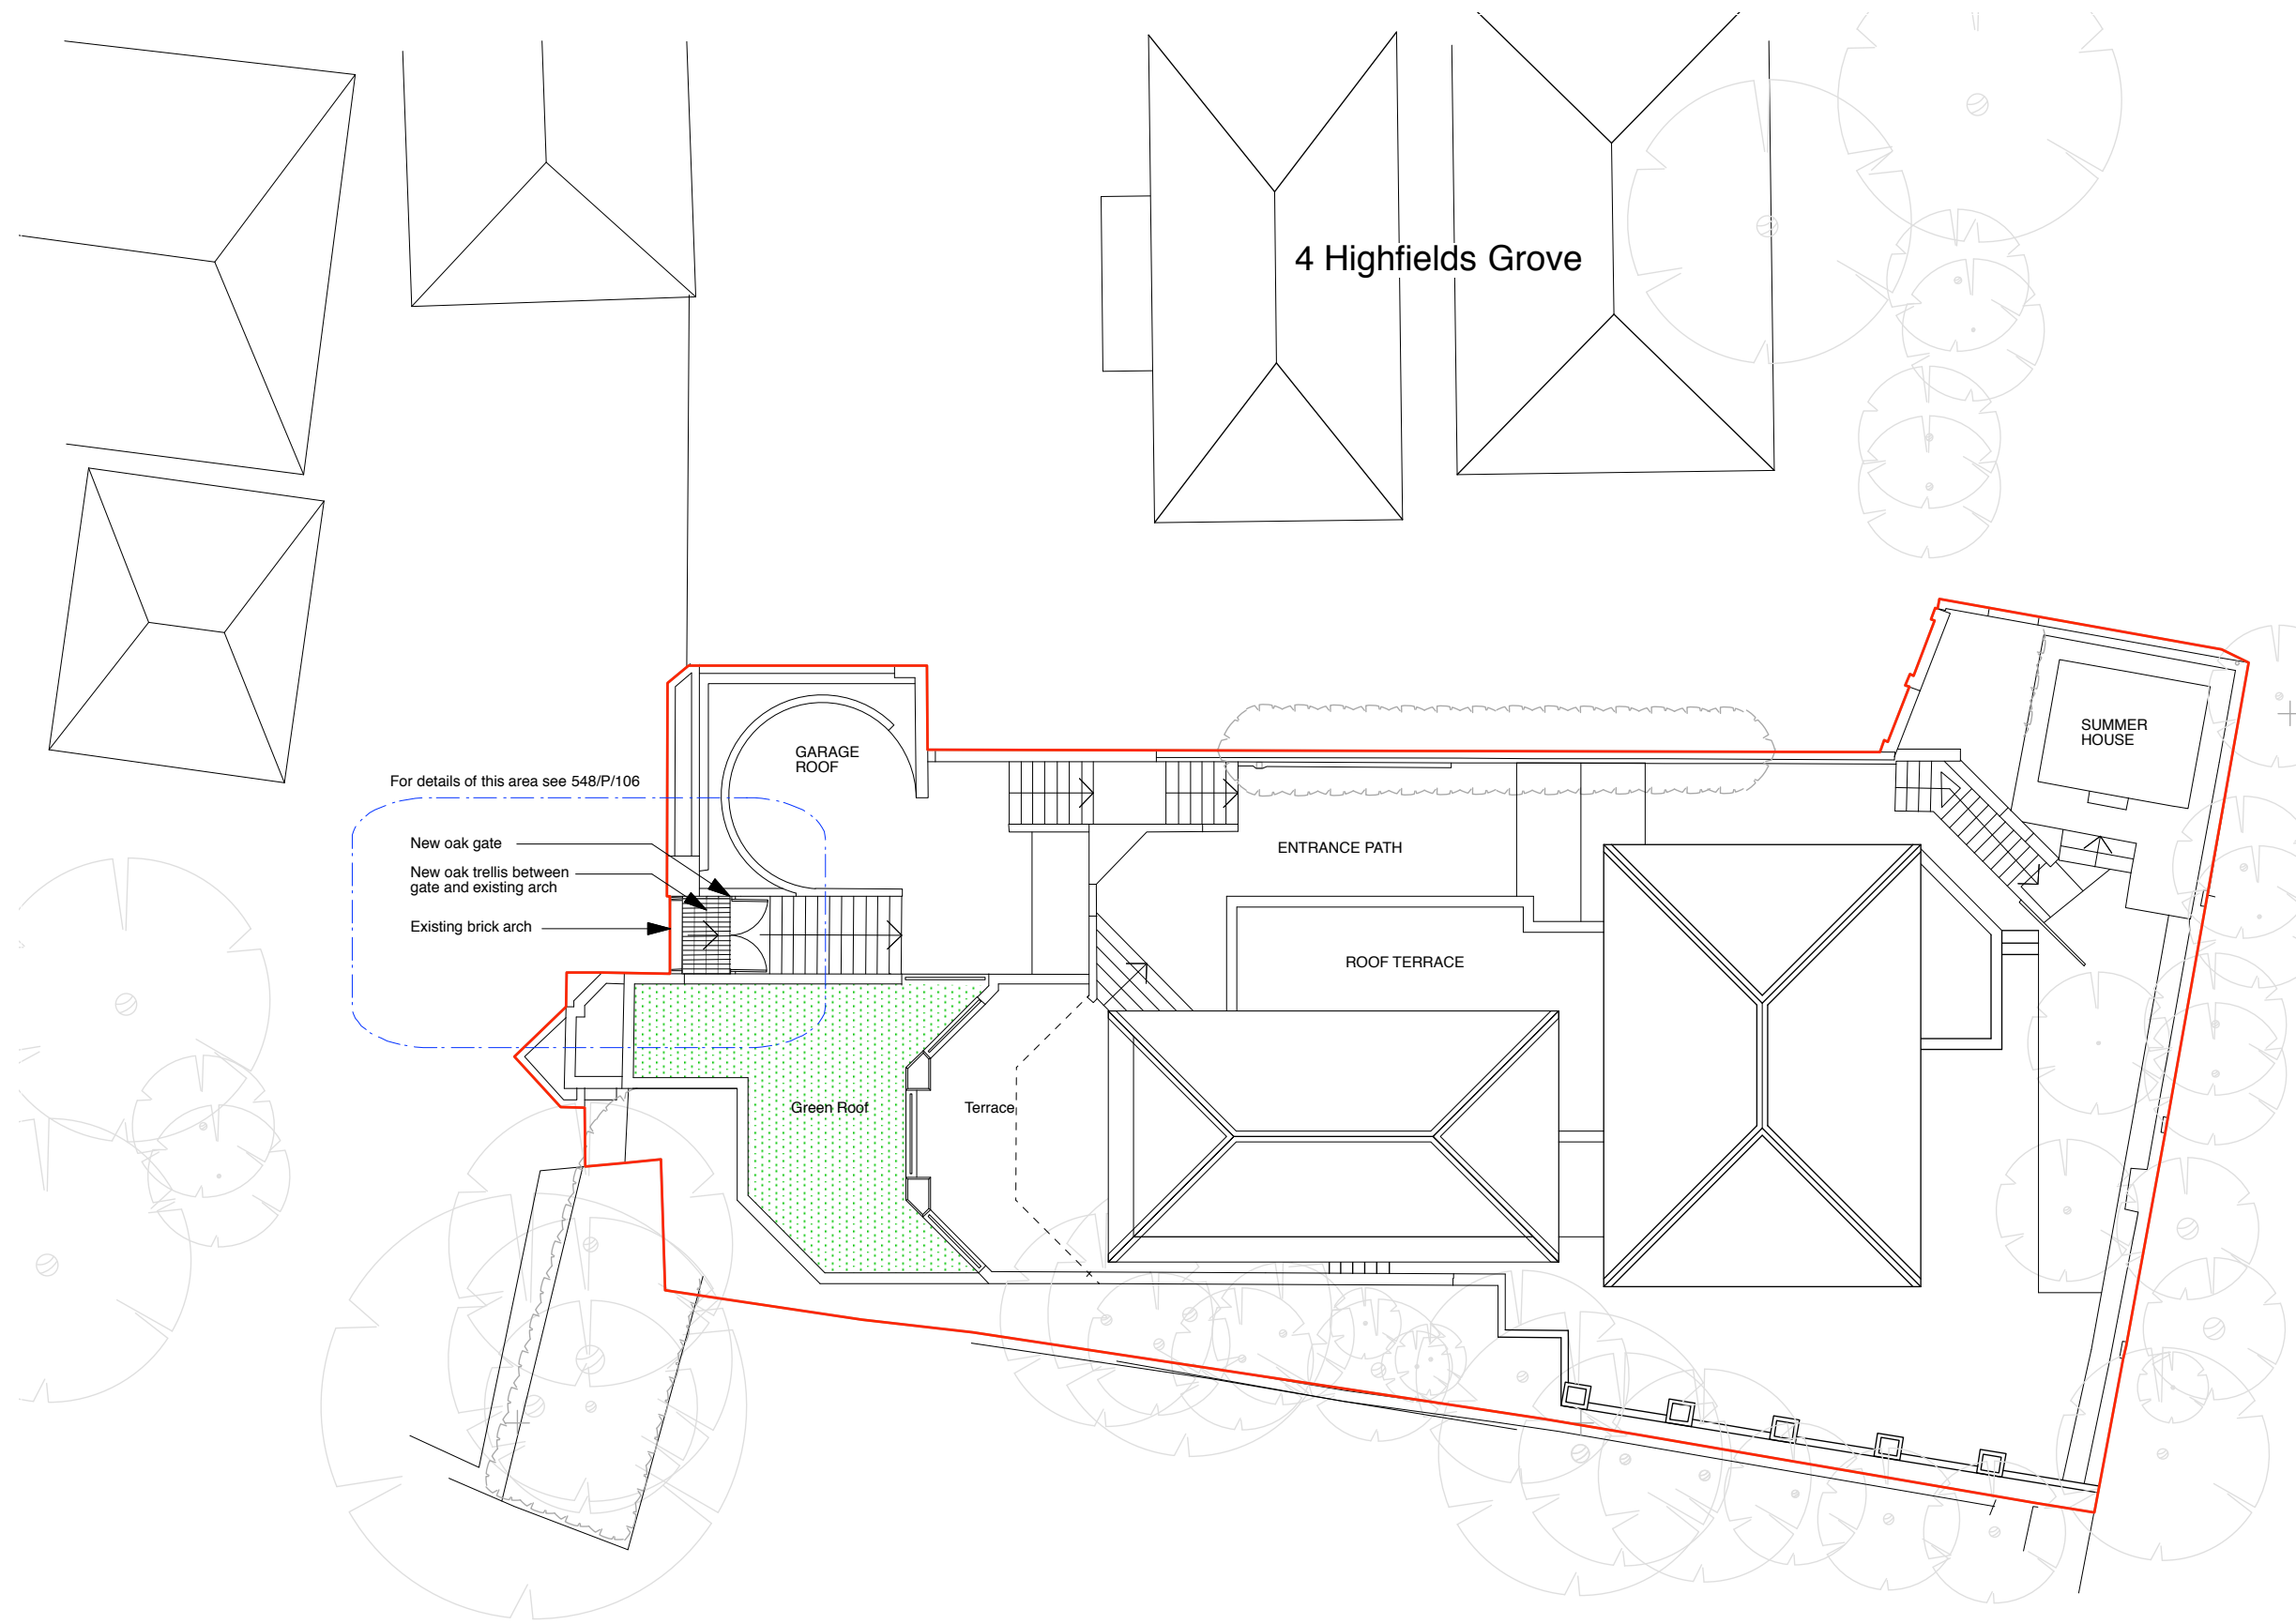 4 Highfields Grove
SUMMER
HOUSE
GARAGE
ROOF
For details of this area see 548/P/106
New oak gate
New oak trellis between
gate and existing arch
Existing brick arch
ENTRANCE PATH
ROOF TERRACE
Green Roof
Terrace